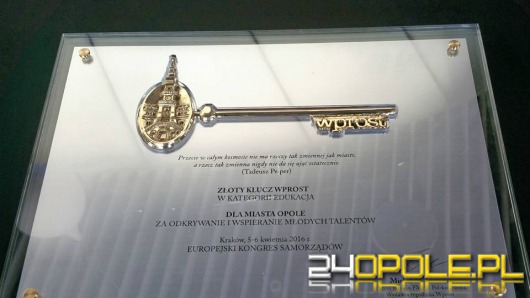 wprost
Przecie w całym kosmosie nie ma rzeczy tak zmiennej jak miasto,
a rzecz tak zmienna nigdy nie da się ująć ostatecznie
(Tadeusz Peiper)
ZŁOTY KLUCZ WPROST
W KATEGORII EDUKACJA
DLA MIASTA OPOLE
ZA ODKRYWANIE I WSPIERANIE MŁODYCH TALENTÓW
Kraków, 5-6 kwietnia 2016 r.
EUROPEJSKI KONGRES SAMORZĄDÓW
24OPOLE.PL